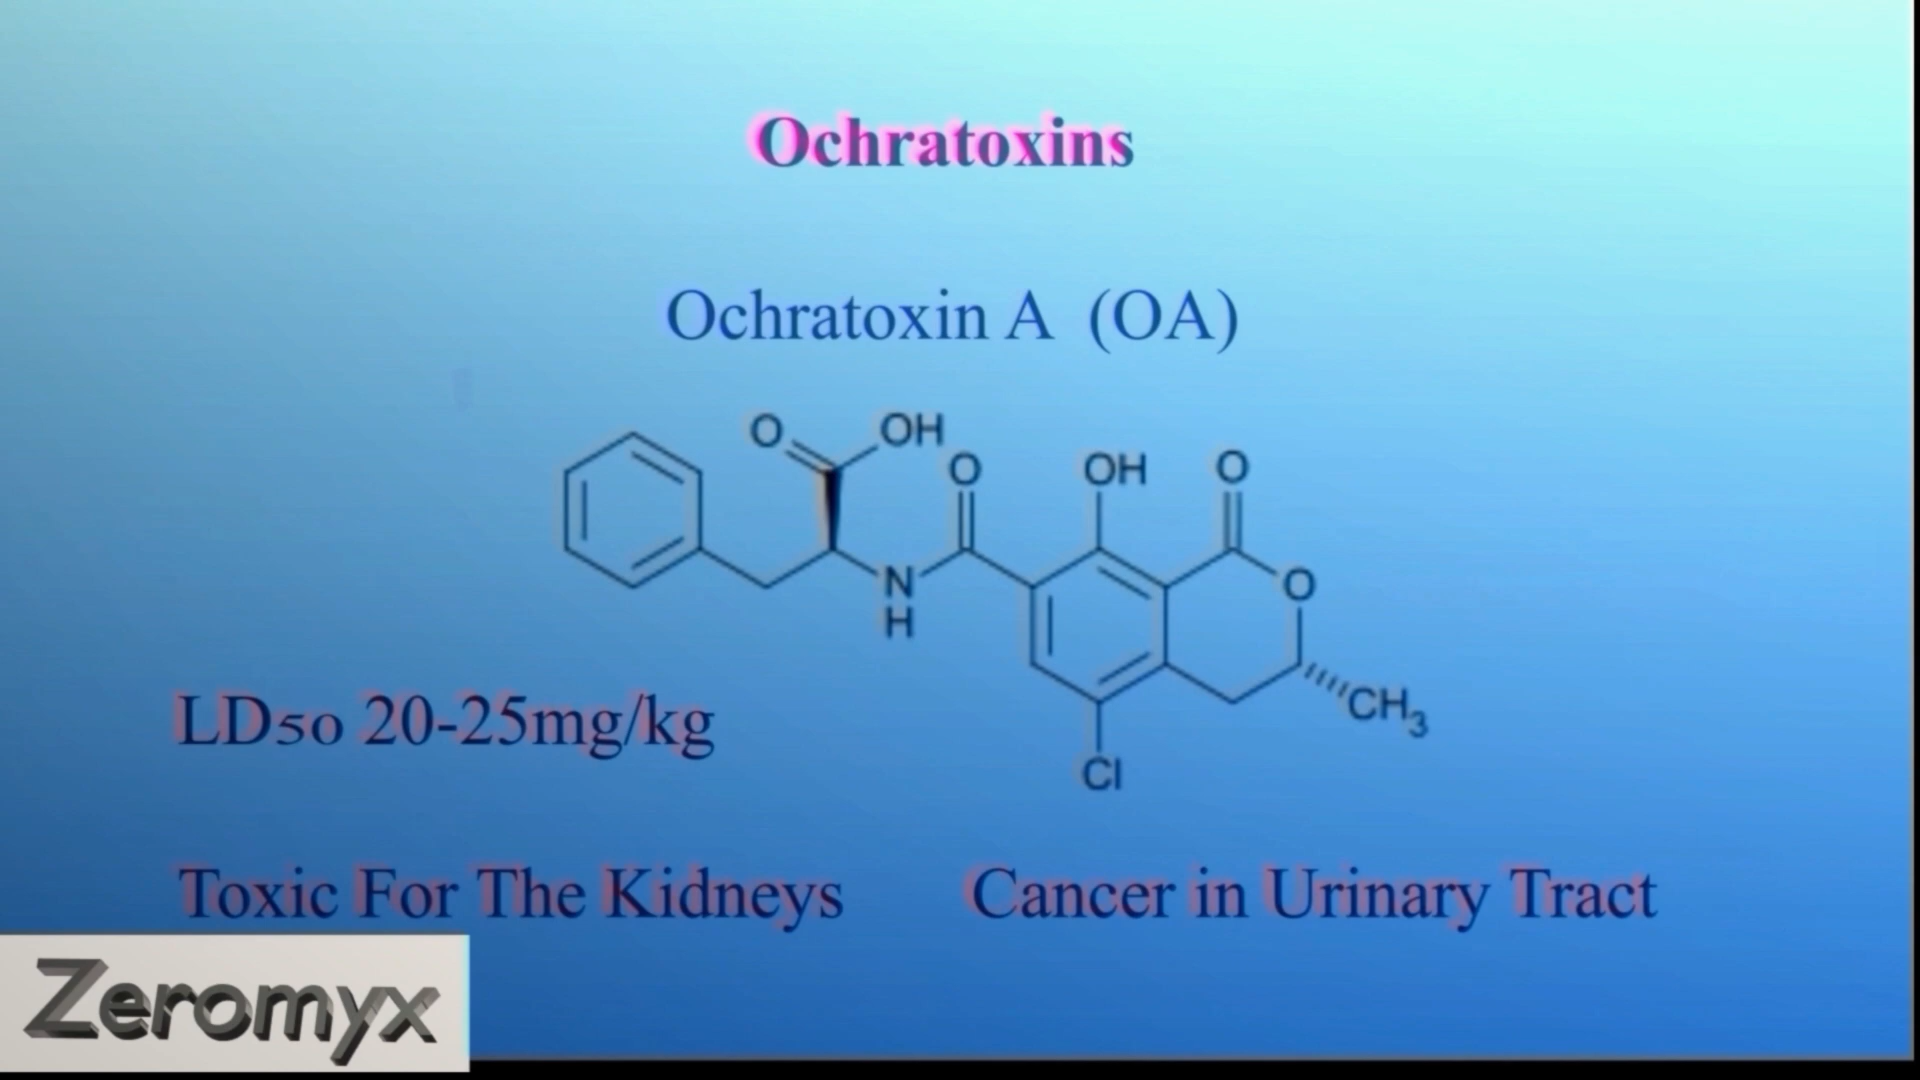 Ochratoxins
Ochratoxin A (OA)
O OH
O OH O
N O
H
CH3
LD50 20-25mg/kg
Cl
Toxic For The Kidneys Cancer in Urinary Tract
Zeromyx